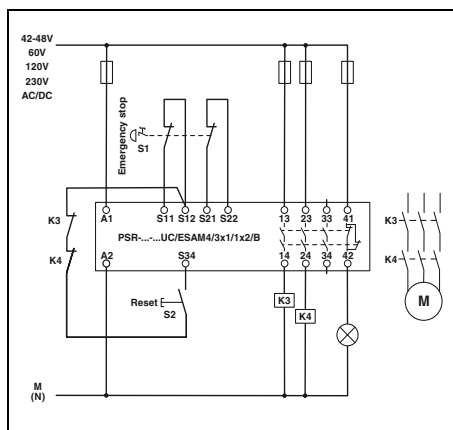 42-48V
60V
120V
230V
AC/DC
Emergency stop
S1
K3
K4
A1
S11 S12 S21 S22
13 23 33 41
PSR-...-...UC/ESAM4/3x1/1x2/B
A2
S34
14 24 34 42
Reset
S2
K3
K4
K3
K4
M
M
(N)